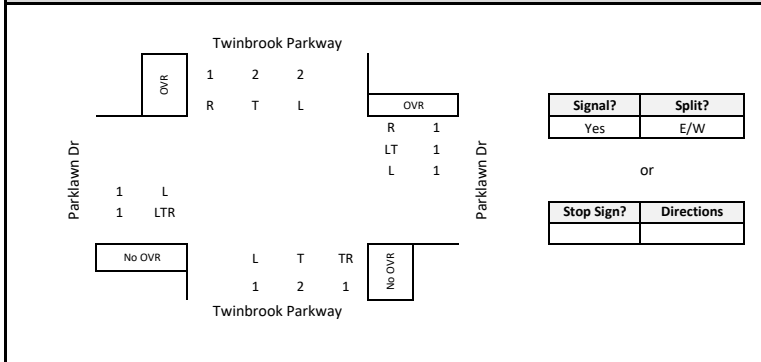 Twinbrook Parkway
OVR
1 2 2
R T L
OVR
Signal? Split?
Yes E/W
R 1
LT 1
L 1
Parklawn Dr
Parklawn Dr
or
1 L
1 LTR
Stop Sign? Directions
No OVR
L T TR
No OVR
1 2 1
Twinbrook Parkway